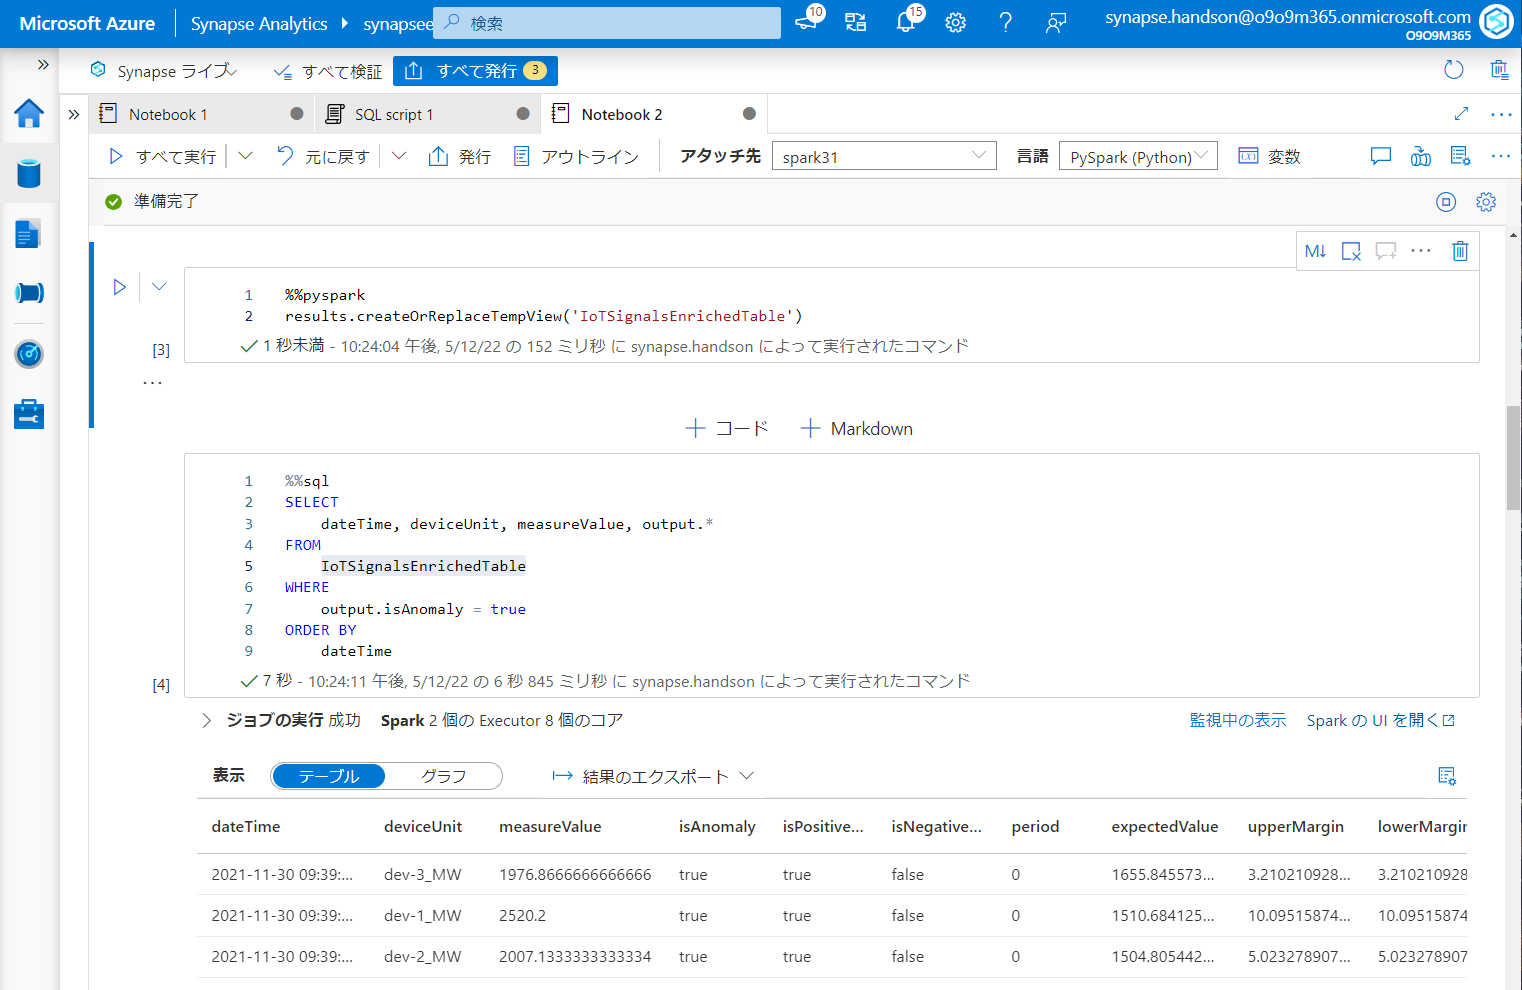 Microsoft Azure | Synapse Analytics ▸ synapsee 検索 10 15 synapse.handson@o9o9m365.onmicrosoft.com
O9O9M365
Synapse ライブ すべて検証 すべて発行 3
Notebook 1 SQL script 1 Notebook 2
すべて実行 元に戻す 発行 アウトライン アタッチ先 spark31 言語 PySpark (Python) 変数
準備完了
M↓
1 %%pyspark
2 results.createOrReplaceTempView('IoTSignalsEnrichedTable')
[3] 1 秒未満 - 10:24:04 午後, 5/12/22 の 152 ミリ秒 に synapse.handson によって実行されたコマンド
...
コード Markdown
1 %%sql
2 SELECT
3 dateTime, deviceUnit, measureValue, output.*
4 FROM
5 IoTSignalsEnrichedTable
6 WHERE
7 output.isAnomaly = true
8 ORDER BY
9 dateTime
[4] 7 秒 - 10:24:11 午後, 5/12/22 の 6 秒 845 ミリ秒 に synapse.handson によって実行されたコマンド
ジョブの実行 成功 Spark 2 個の Executor 8 個のコア 監視中の表示 Spark の UI を開く
表示 テーブル グラフ 結果のエクスポート
dateTime deviceUnit measureValue isAnomaly isPositive... isNegative... period expectedValue upperMargin lowerMargin
2021-11-30 09:39:... dev-3_MW 1976.8666666666666 true true false 0 1655.845573... 3.210210928... 3.210210928
2021-11-30 09:39:... dev-1_MW 2520.2 true true false 0 1510.684125... 10.09515874... 10.09515874
2021-11-30 09:39:... dev-2_MW 2007.1333333333334 true true false 0 1504.805442... 5.023278907... 5.023278907